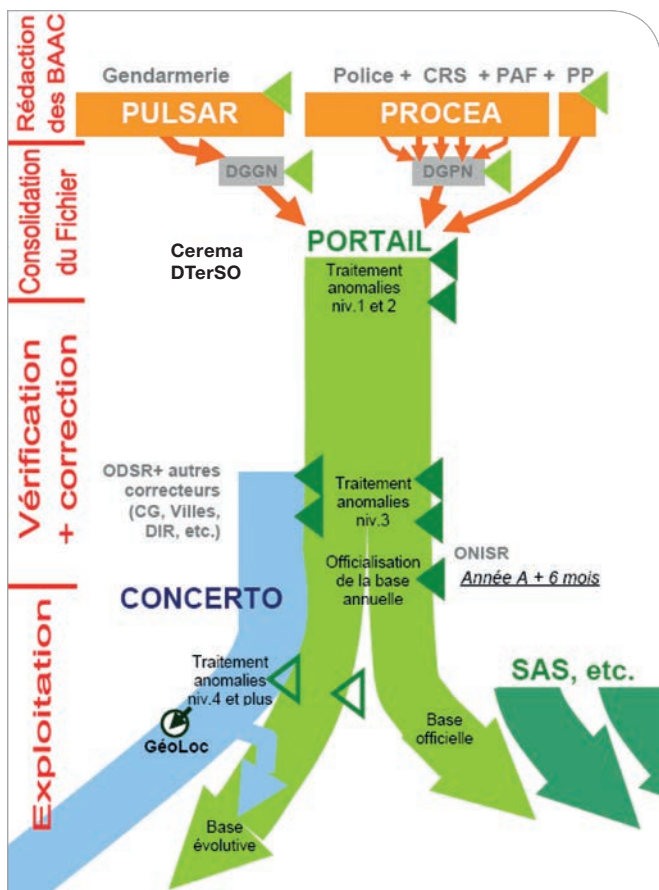 Rédaction
des BAAC
Gendarmerie
Police + CRS + PAF + PP
PULSAR
PROCEA
Consolidation
du Fichier
DGGN
DGPN
Cerema
DTerSO
PORTAIL
Traitement
anomalies
niv.1 et 2
Vérification
+ correction
ODSR+ autres
correcteurs
(CG, Villes,
DIR, etc.)
Traitement
anomalies
niv.3
Exploitation
CONCERTO
Officialisation
de la base
annuelle
ONISR
Année A + 6 mois
Traitement
anomalies
niv.4 et plus
GéoLoc
SAS, etc.
Base
officielle
Base
évolutive